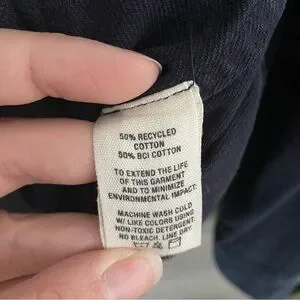 50% RECYCLED
COTTON
50% BCI COTTON
TO EXTEND THE LIFE
OF THIS GARMENT
AND TO MINIMIZE
ENVIRONMENTAL IMPACT:
MACHINE WASH COLD
W/ LIKE COLORS USING
NON-TOXIC DETERGENT.
NO BLEACH. LINE DRY.